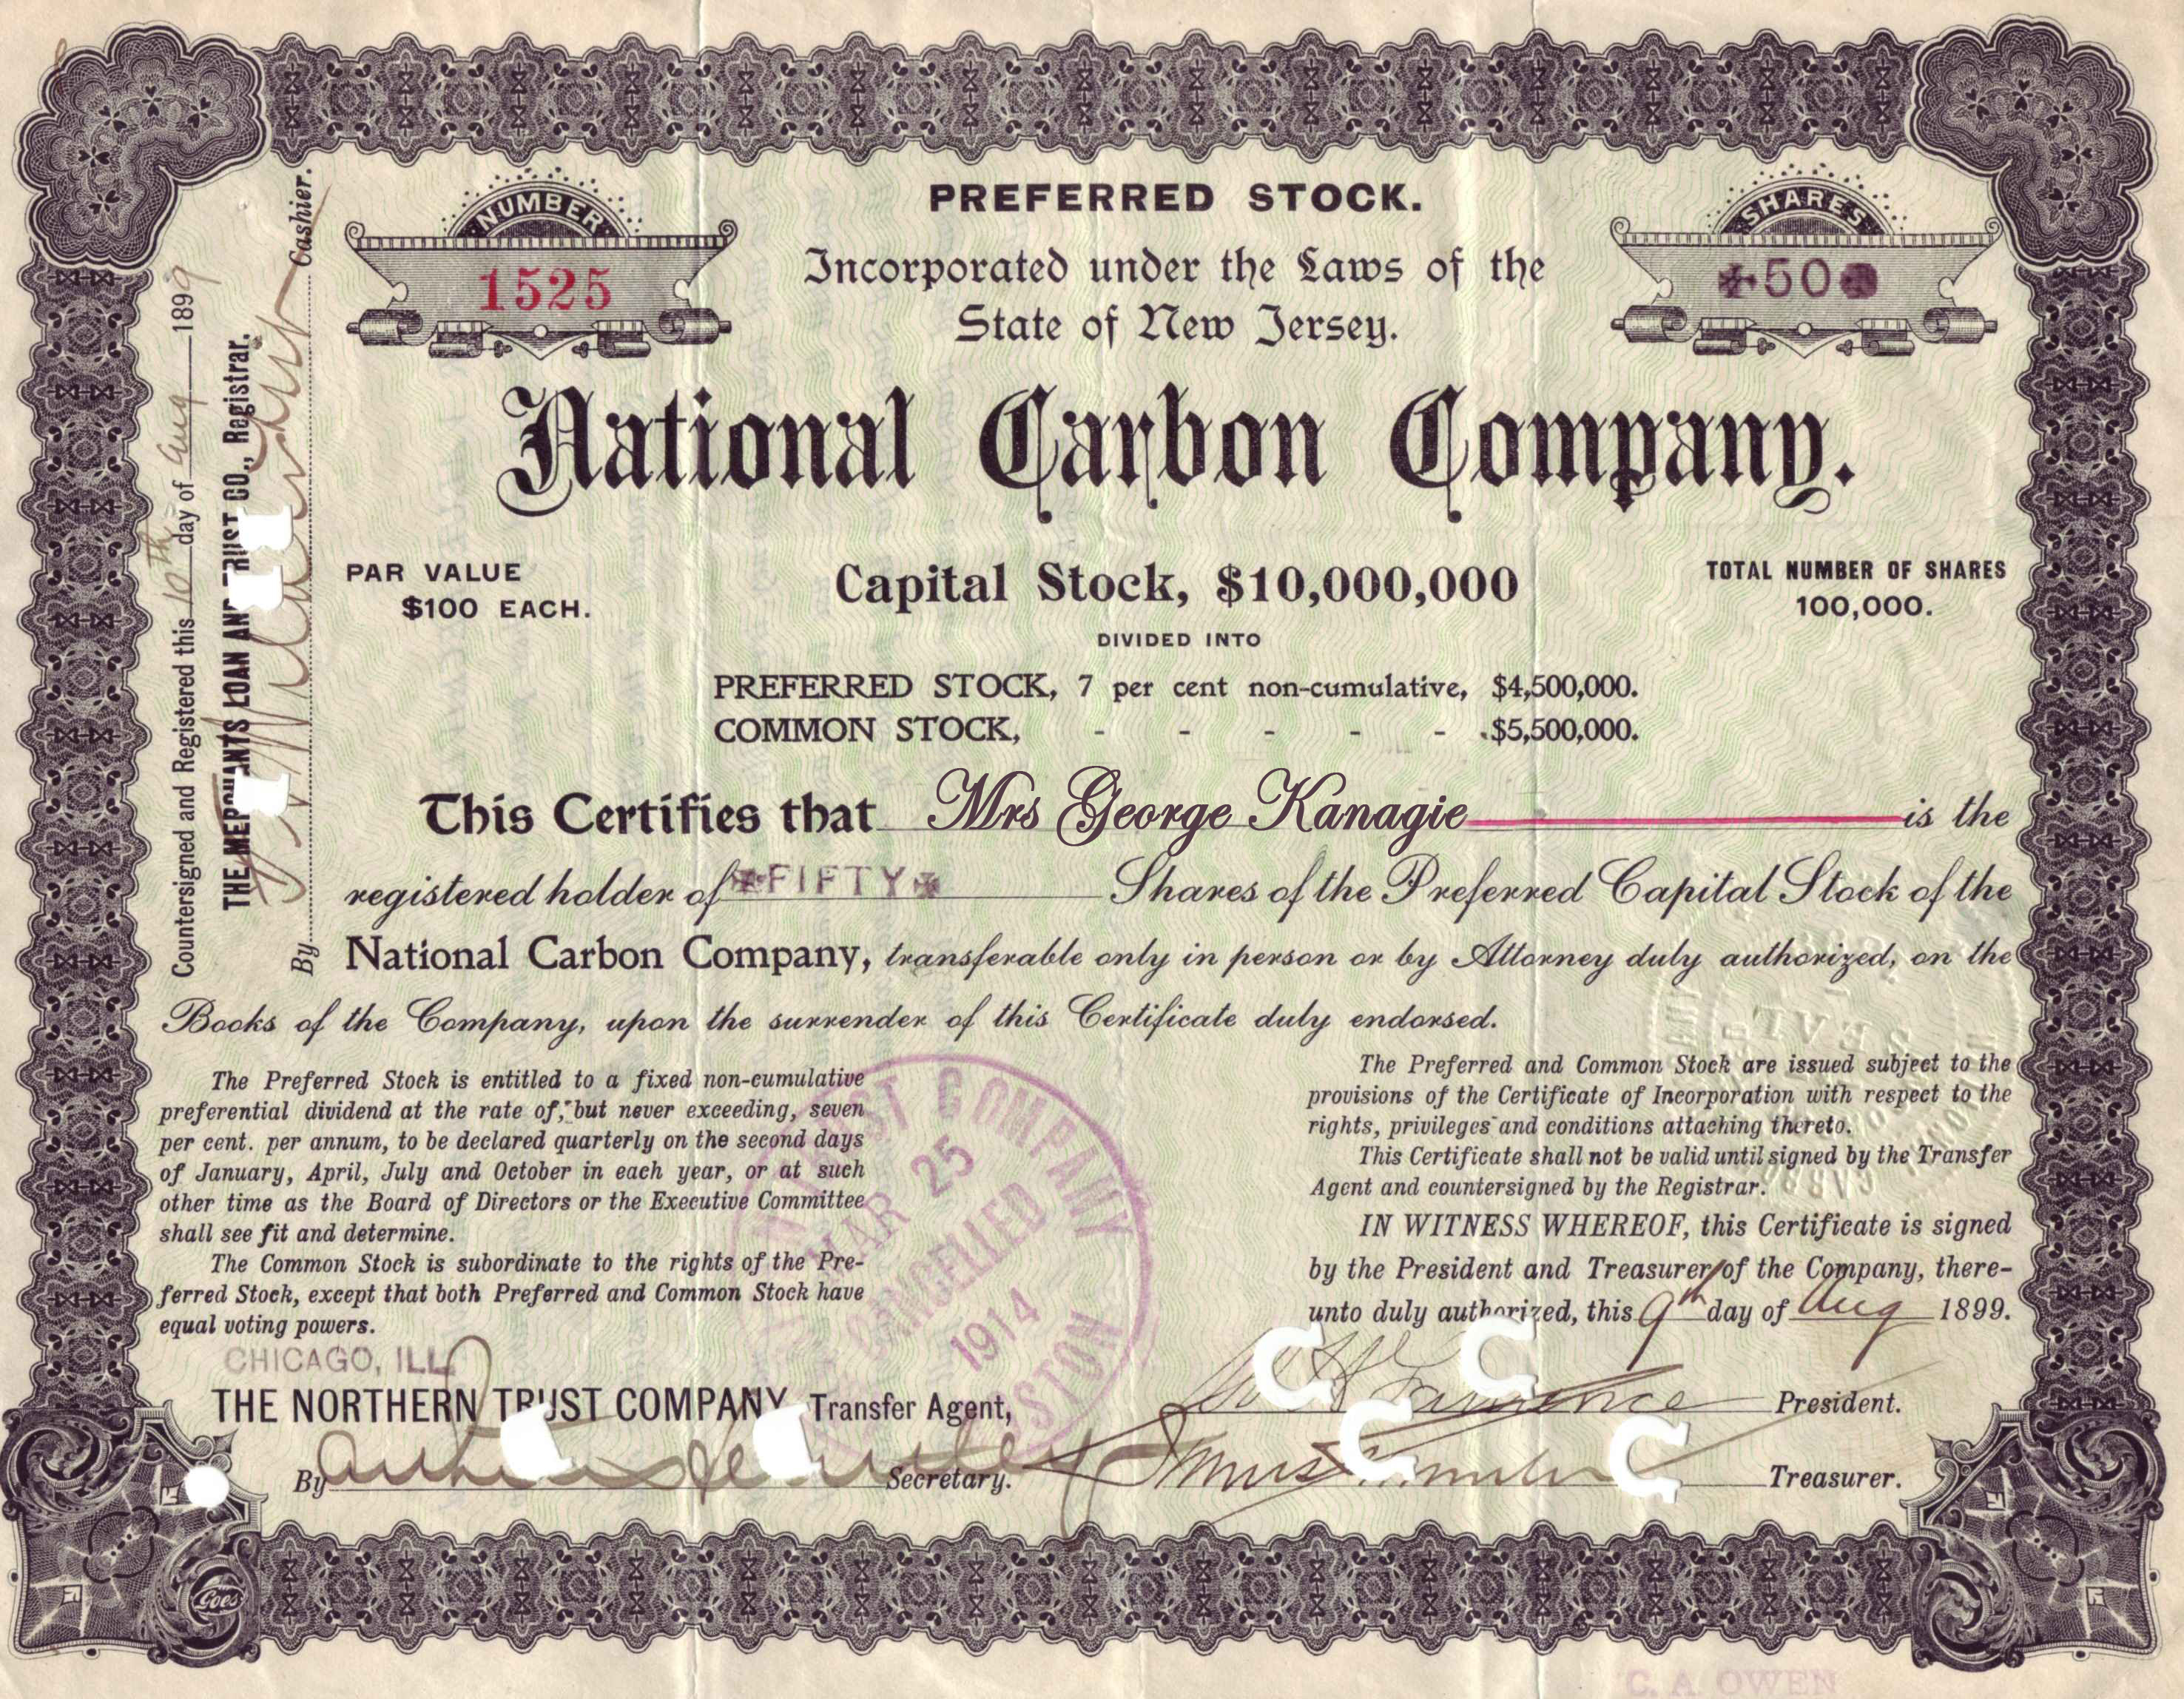 NUMBER
1525
PREFERRED STOCK.
Incorporated under the Laws of the
State of New Jersey.
SHARES
50
National Carbon Company.
PAR VALUE
$100 EACH.
Capital Stock, $10,000,000
DIVIDED INTO
TOTAL NUMBER OF SHARES
100,000.
PREFERRED STOCK, 7 per cent non-cumulative, $4,500,000.
COMMON STOCK, - - - - - $5,500,000.
This Certifies that Mrs George Kanagie is the
registered holder of FIFTY Shares of the Preferred Capital Stock of the
National Carbon Company, transferable only in person or by Attorney duly authorized, on the
Books of the Company, upon the surrender of this Certificate duly endorsed.
The Preferred Stock is entitled to a fixed non-cumulative
preferential dividend at the rate of, but never exceeding, seven
per cent. per annum, to be declared quarterly on the second days
of January, April, July and October in each year, or at such
other time as the Board of Directors or the Executive Committee
shall see fit and determine.
The Common Stock is subordinate to the rights of the Pre-
ferred Stock, except that both Preferred and Common Stock have
equal voting powers.
CHICAGO, ILL
THE NORTHERN TRUST COMPANY, Transfer Agent,
By Secretary.
The Preferred and Common Stock are issued subject to the
provisions of the Certificate of Incorporation with respect to the
rights, privileges and conditions attaching thereto.
This Certificate shall not be valid until signed by the Transfer
Agent and countersigned by the Registrar.
IN WITNESS WHEREOF, this Certificate is signed
by the President and Treasurer of the Company, there-
unto duly authorized, this 9th day of Aug 1899.
President.
Treasurer.
Countersigned and Registered this 10th day of Aug 1899
THE MERCHANTS LOAN AND TRUST CO., Registrar.
By Cashier.
TRUST COMPANY
MAR 25
CANCELLED
1914
SEAL
Goes
C. A. OWEN